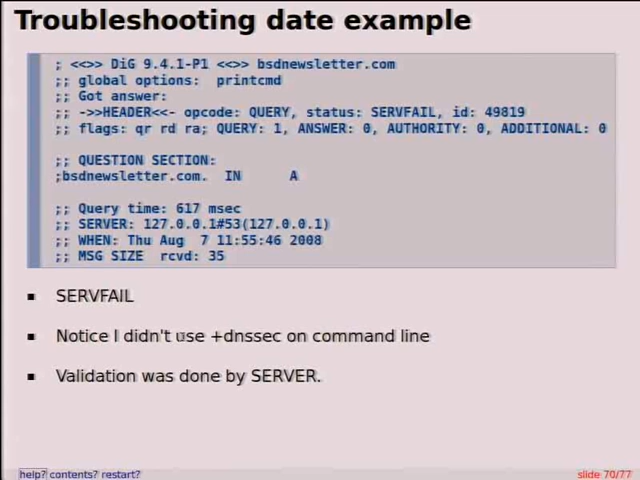 Troubleshooting date example
; <<>> DiG 9.4.1-P1 <<>> bsdnewsletter.com
;; global options:  printcmd
;; Got answer:
;; ->>HEADER<<- opcode: QUERY, status: SERVFAIL, id: 49819
;; flags: qr rd ra; QUERY: 1, ANSWER: 0, AUTHORITY: 0, ADDITIONAL: 0
;; QUESTION SECTION:
;bsdnewsletter.com.  IN      A
;; Query time: 617 msec
;; SERVER: 127.0.0.1#53(127.0.0.1)
;; WHEN: Thu Aug  7 11:55:46 2008
;; MSG SIZE  rcvd: 35
▪ SERVFAIL
▪ Notice I didn't use +dnssec on command line
▪ Validation was done by SERVER.
help? contents? restart?
slide 70/77